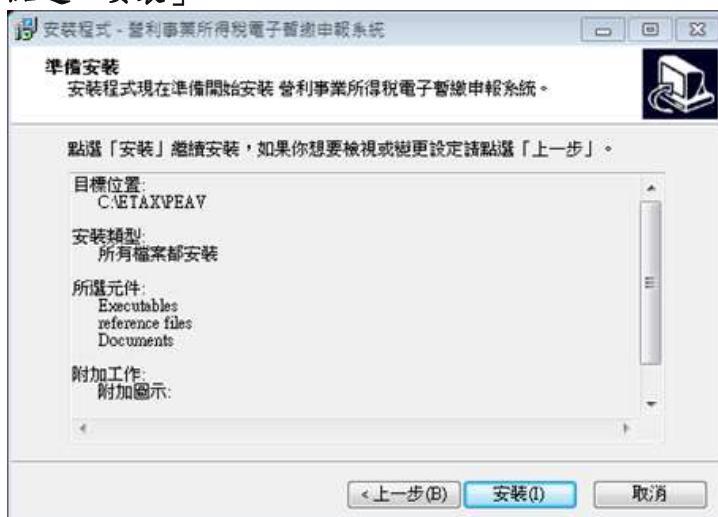 「安裝」
安裝程式 - 營利事業所得稅電子暫繳申報系統
準備安裝
安裝程式現在準備開始安裝 營利事業所得稅電子暫繳申報系統。
點選「安裝」繼續安裝，如果你想要檢視或變更設定請點選「上一步」。
目標位置:
C:\ETAX\PEAV
安裝類型:
所有檔案都安裝
所選元件:
Executables
reference files
Documents
附加工作:
附加圖示:
<上一步(B) 安裝(I) 取消